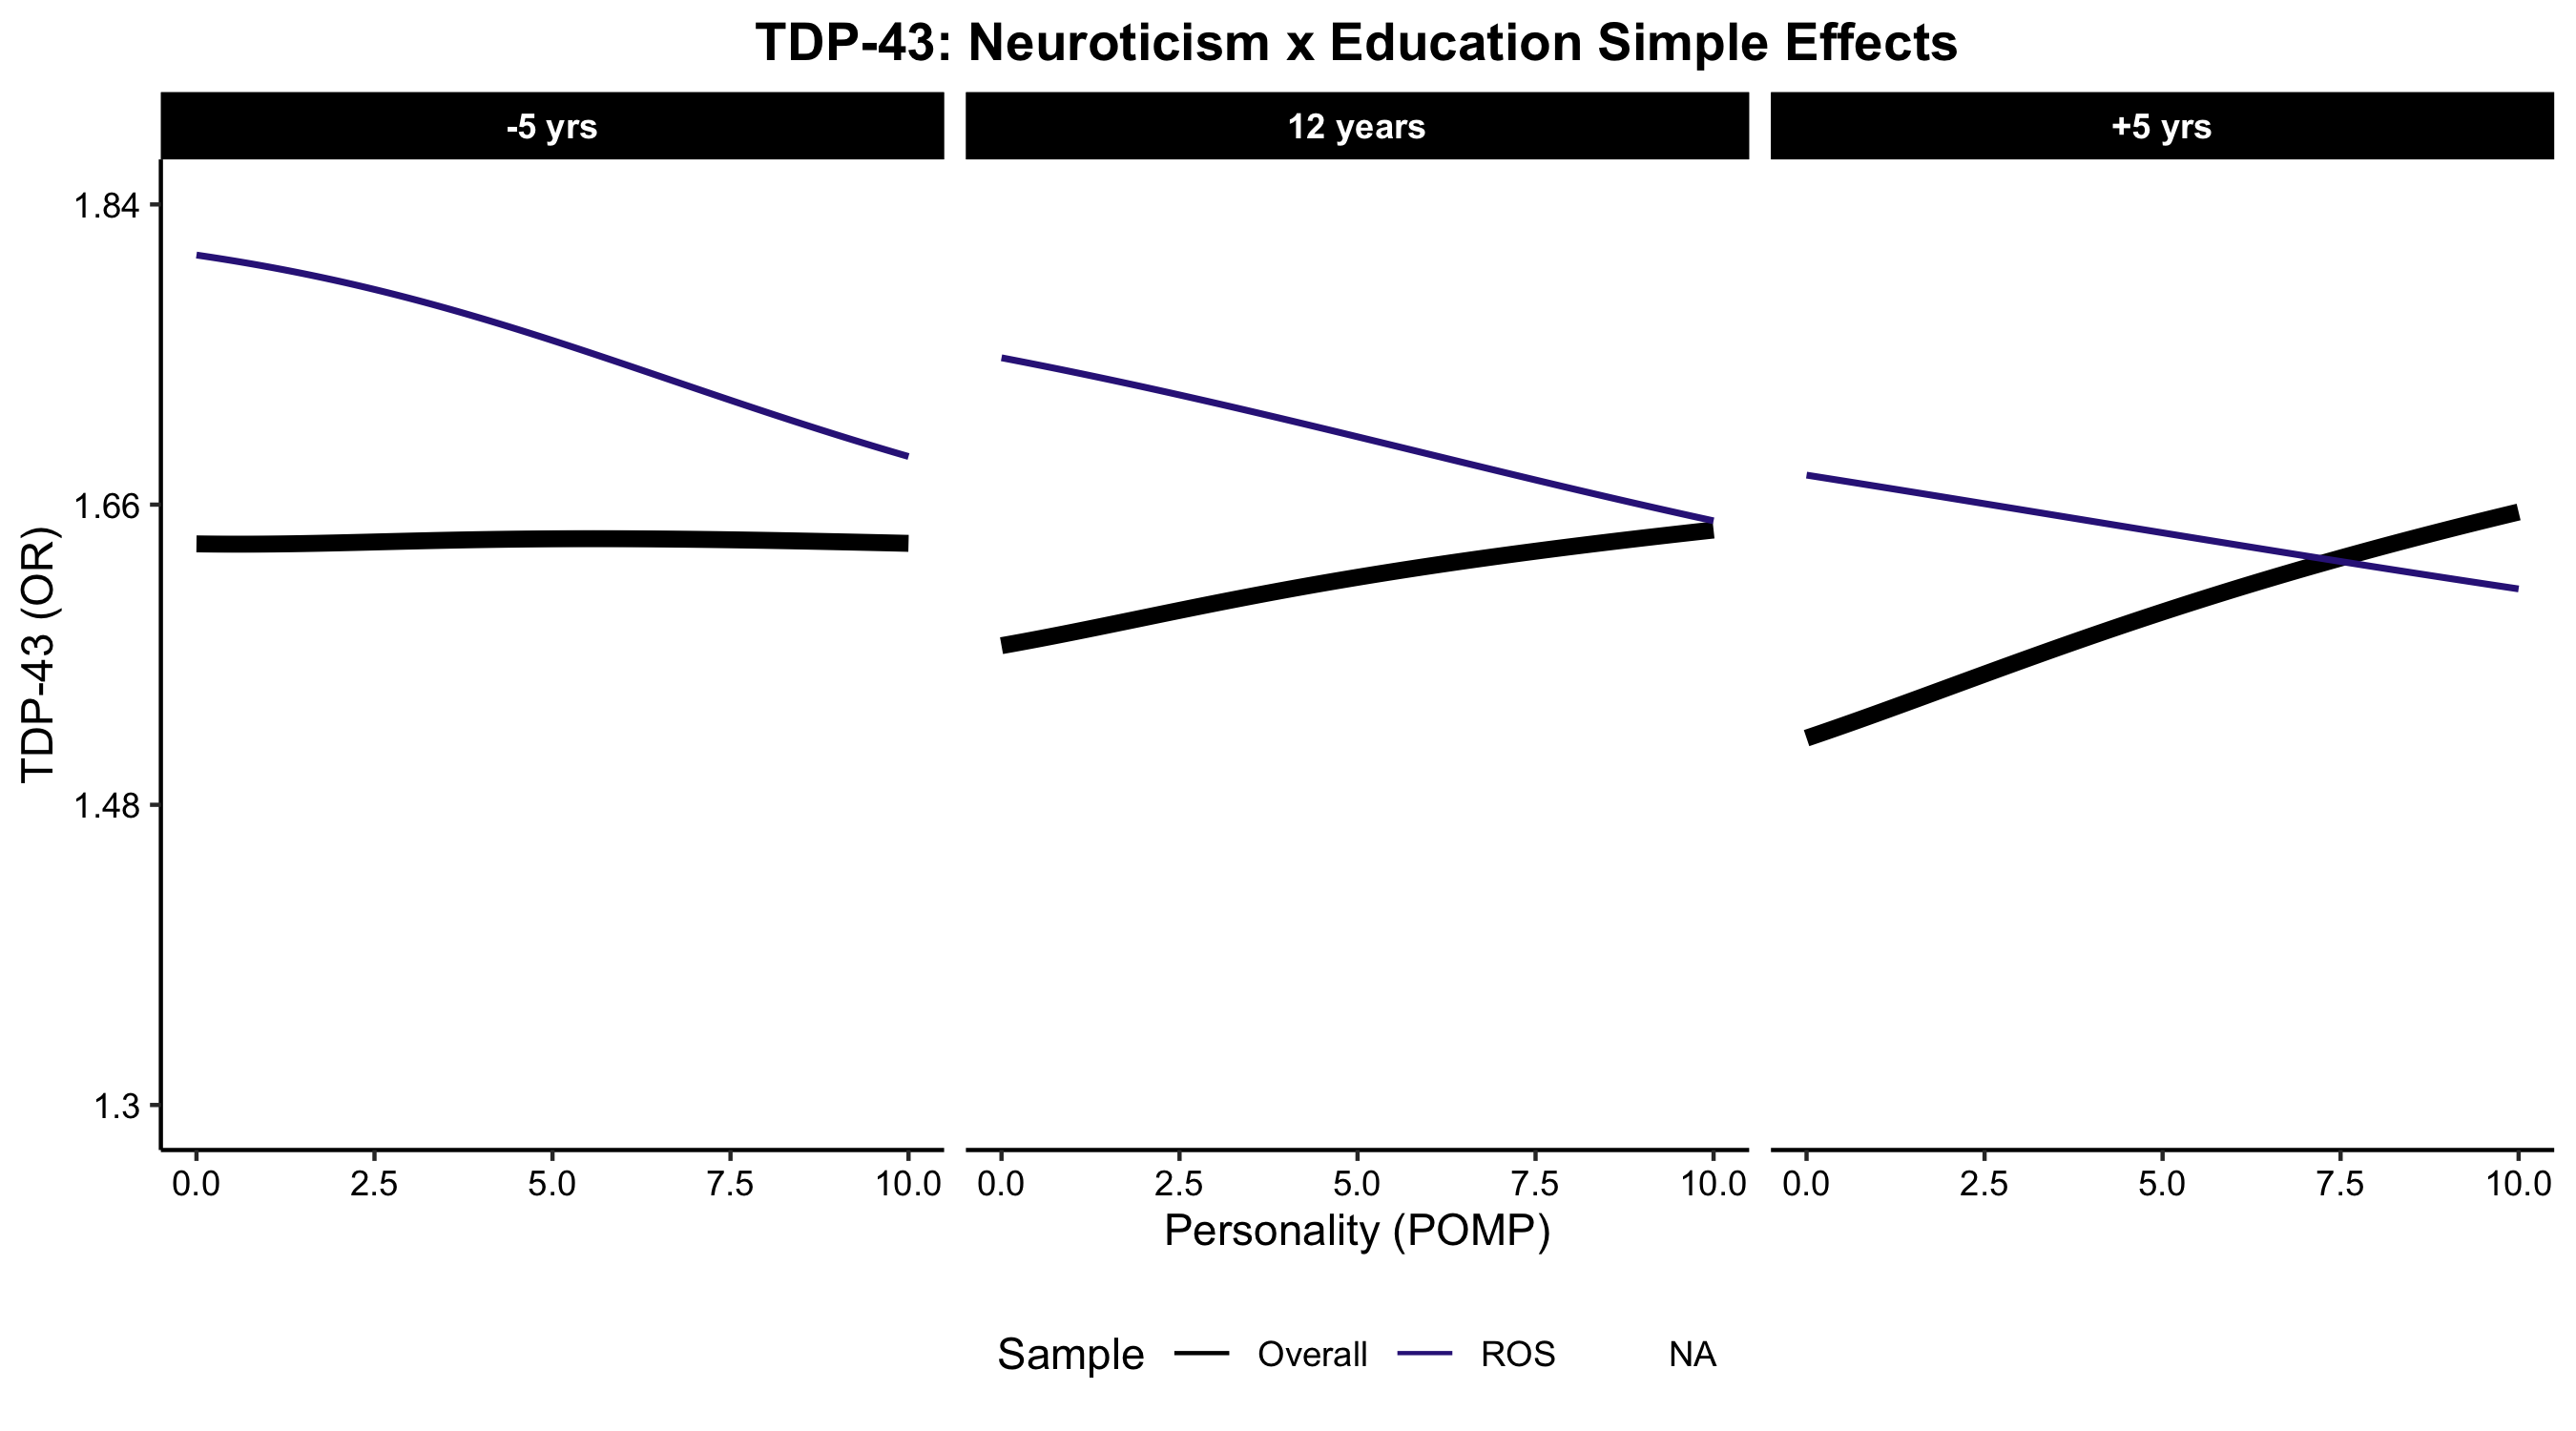 TDP-43: Neuroticism x Education Simple Effects
-5 yrs 12 years +5 yrs
TDP-43 (OR)
1.84
1.66
1.48
1.3
0.0 2.5 5.0 7.5 10.0 0.0 2.5 5.0 7.5 10.0 0.0 2.5 5.0 7.5 10.0
Personality (POMP)
Sample Overall ROS NA